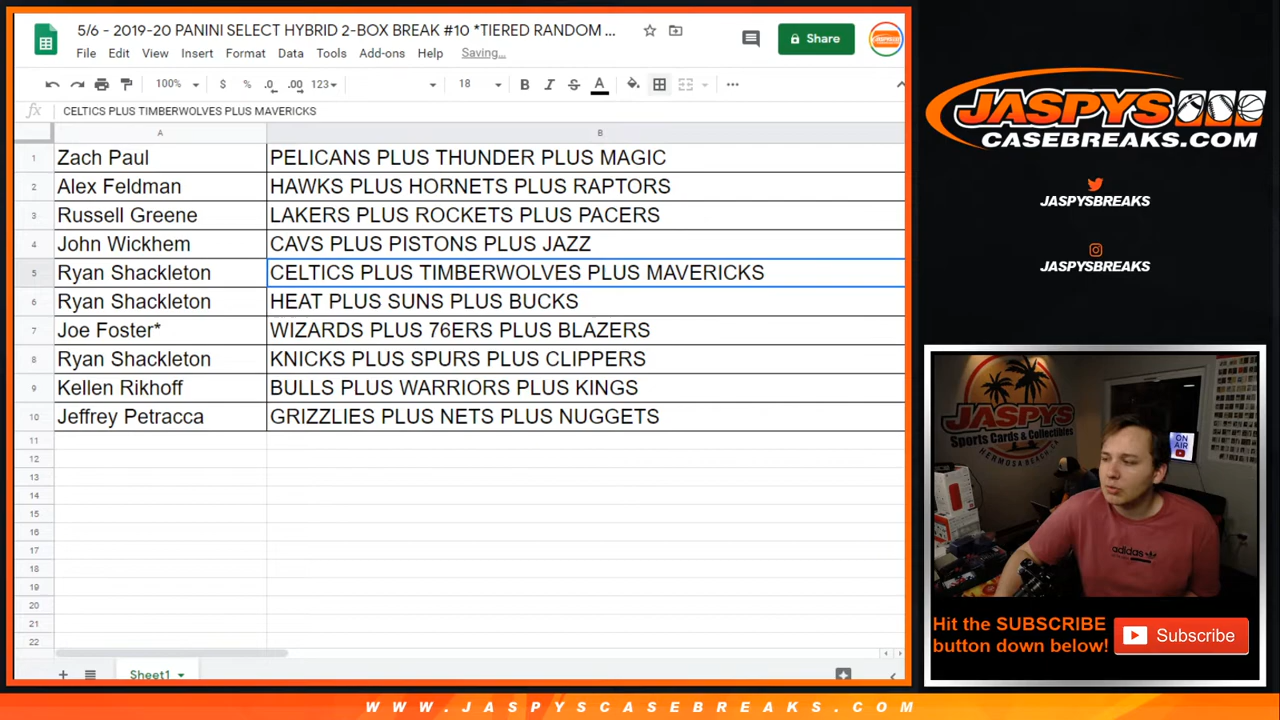 5/6 - 2019-20 PANINI SELECT HYBRID 2-BOX BREAK #10 *TIERED RANDOM ...
Share
File Edit View Insert Format Data Tools Add-ons Help Saving...
100% $ % .0 .00 123 18 B I S A
fx CELTICS PLUS TIMBERWOLVES PLUS MAVERICKS
A B
1 Zach Paul PELICANS PLUS THUNDER PLUS MAGIC
2 Alex Feldman HAWKS PLUS HORNETS PLUS RAPTORS
3 Russell Greene LAKERS PLUS ROCKETS PLUS PACERS
4 John Wickhem CAVS PLUS PISTONS PLUS JAZZ
5 Ryan Shackleton CELTICS PLUS TIMBERWOLVES PLUS MAVERICKS
6 Ryan Shackleton HEAT PLUS SUNS PLUS BUCKS
7 Joe Foster* WIZARDS PLUS 76ERS PLUS BLAZERS
8 Ryan Shackleton KNICKS PLUS SPURS PLUS CLIPPERS
9 Kellen Rikhoff BULLS PLUS WARRIORS PLUS KINGS
10 Jeffrey Petracca GRIZZLIES PLUS NETS PLUS NUGGETS
11
12
13
14
15
16
17
18
19
20
21
22
Sheet1
JASPYS
CASEBREAKS.COM
JASPYSBREAKS
JASPYSBREAKS
JASPYS
Sports Cards & Collectibles
HERMOSA BEACH, CA
ON
AIR
adidas
Hit the SUBSCRIBE
button down below!
Subscribe
WWW.JASPYSCASEBREAKS.COM